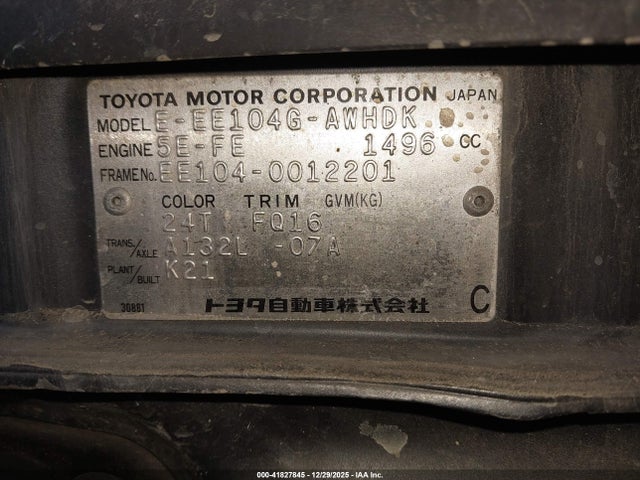 TOYOTA MOTOR CORPORATION JAPAN
MODEL E-EE104G-AWHDK
ENGINE 5E-FE 1496 CC
FRAME No. EE104-0012201
COLOR TRIM GVM(KG)
24T FQ16
TRANS./AXLE A132L -07A
PLANT/BUILT K21
30881 トヨタ自動車株式会社 C
000-41827845 - 12/29/2025 - IAA Inc.